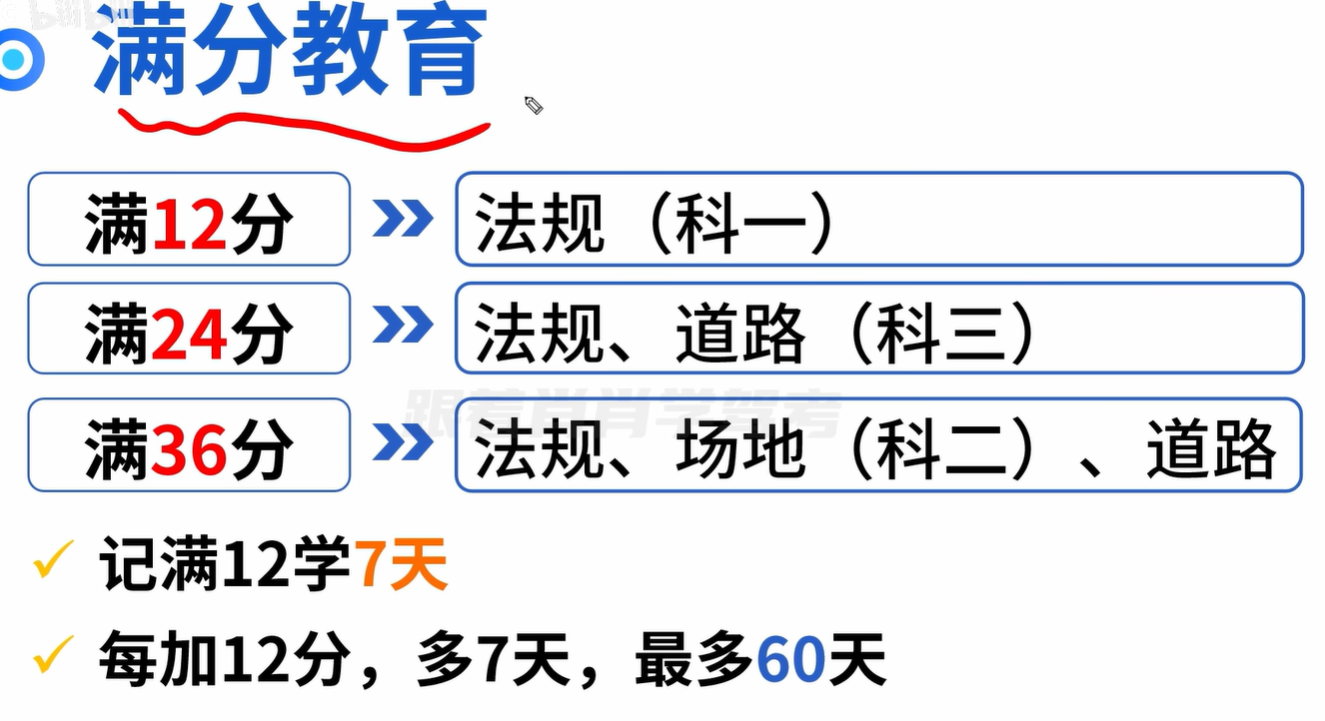 bilibili
满分教育
满12分
法规（科一）
满24分
法规、道路（科三）
满36分
法规、场地（科二）、道路
跟着肖肖学驾考
记满12学7天
每加12分，多7天，最多60天